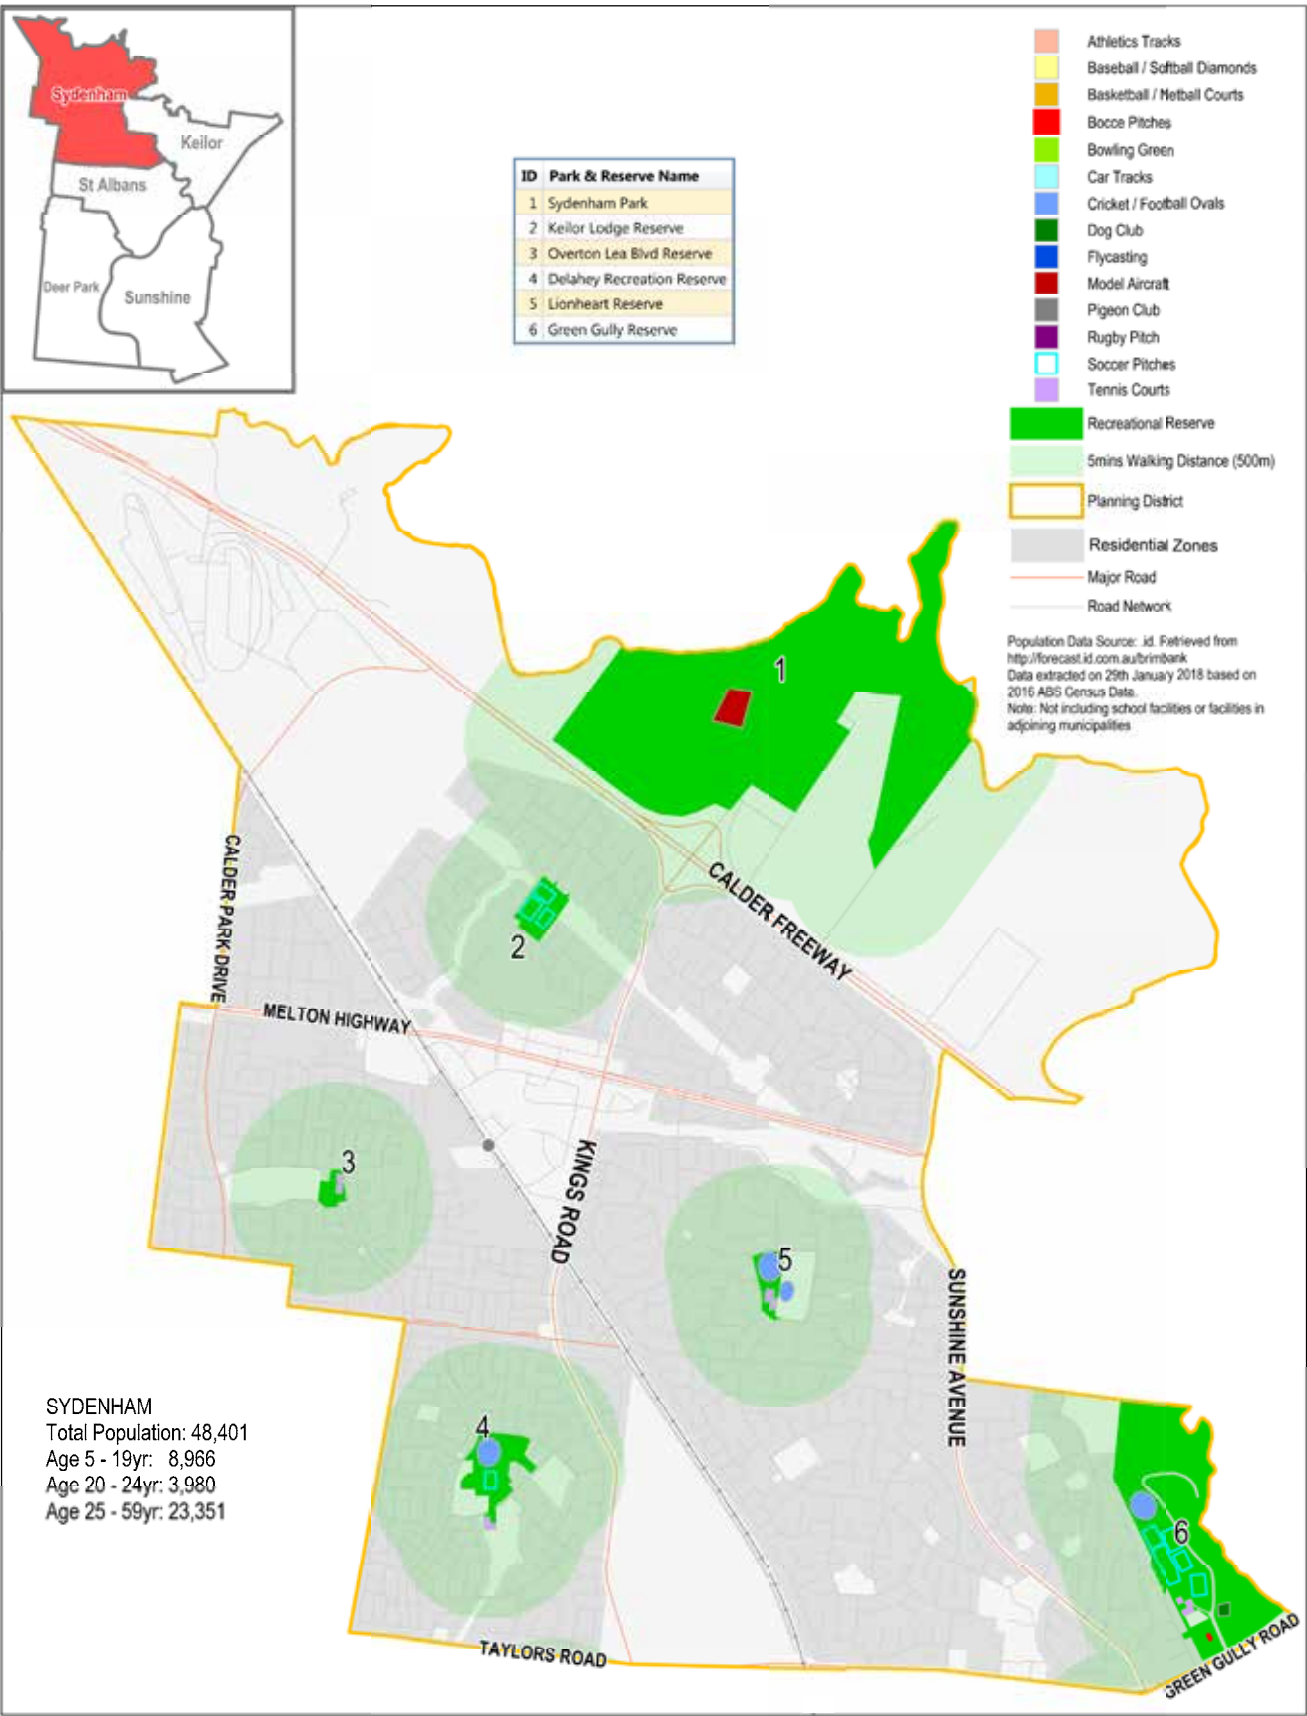 Sydenham
Keilor
St Albans
Deer Park
Sunshine
ID Park & Reserve Name
1 Sydenham Park
2 Keilor Lodge Reserve
3 Overton Lea Blvd Reserve
4 Delahey Recreation Reserve
5 Lionheart Reserve
6 Green Gully Reserve
Athletics Tracks
Baseball / Softball Diamonds
Basketball / Netball Courts
Bocce Pitches
Bowling Green
Car Tracks
Cricket / Football Ovals
Dog Club
Flycasting
Model Aircraft
Pigeon Club
Rugby Pitch
Soccer Pitches
Tennis Courts
Recreational Reserve
5mins Walking Distance (500m)
Planning District
Residential Zones
Major Road
Road Network
Population Data Source: .id. Retrieved from
http://forecast.id.com.au/brimbank
Data extracted on 29th January 2018 based on
2016 ABS Census Data.
Note: Not including school facilities or facilities in
adjoining municipalities
1
CALDER PARK DRIVE
CALDER FREEWAY
2
MELTON HIGHWAY
3
KINGS ROAD
5
SUNSHINE AVENUE
SYDENHAM
Total Population: 48,401
Age 5 - 19yr: 8,966
Age 20 - 24yr: 3,980
Age 25 - 59yr: 23,351
4
6
TAYLORS ROAD
GREEN GULLY ROAD